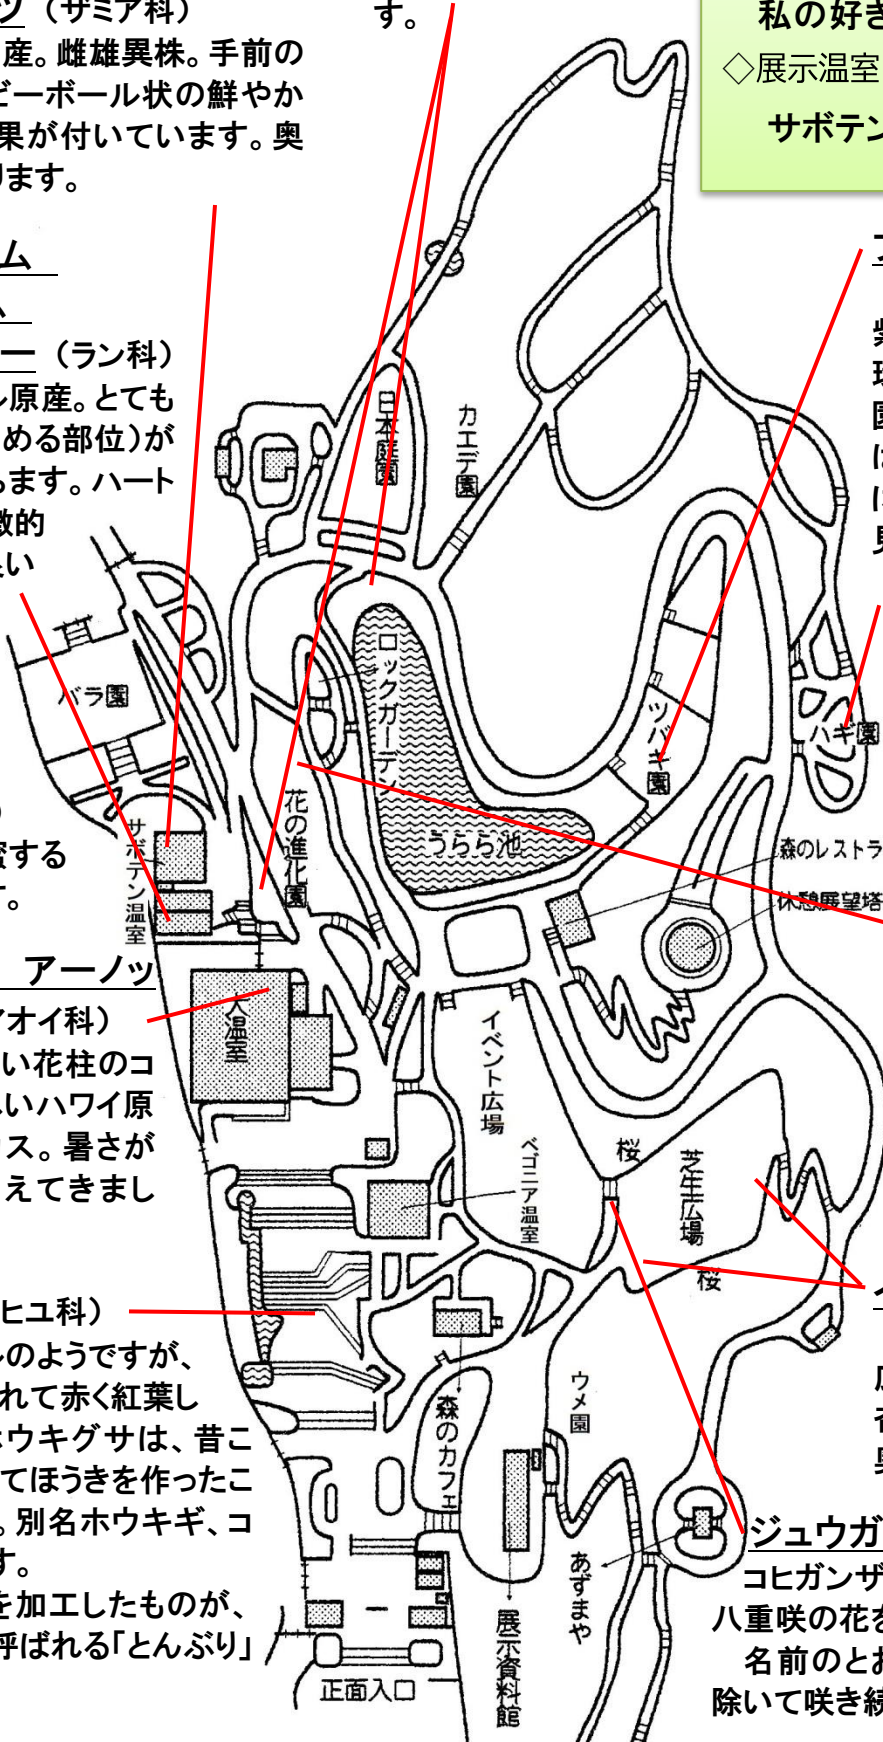 ツ（ザミア科）
産。雌雄異株。手前の
ビーボール状の鮮やか
果が付いています。奥
ります。
す。
私の好き
◇展示温室
サボテン
ム
ー（ラン科）
ル原産。とても
める部位）が
ちます。ハート
徴的
良い
は
蜜する
す。
アーノッ
アオイ科）
い花柱のコ
しいハワイ原
カス。暑さが
えてきまし
ヒユ科）
ルのようですが、
れて赤く紅葉し
ホウキグサは、昔こ
てほうきを作ったこ
。別名ホウキギ、コ
す。
を加工したものが、
呼ばれる「とんぶり」
ジュウガ
コヒガンザ
八重咲の花を
名前のとお
除いて咲き続
日本庭園
カエデ園
バラ園
ロックガーデン
ツバキ園
ハギ園
サボテン温室
花の進化園
うらら池
森のレストラ
休憩展望塔
大温室
イベント広場
ベゴニア温室
桜
芝生広場
桜
ウメ園
森のカフェ
あずまや
展示資料館
正面入口